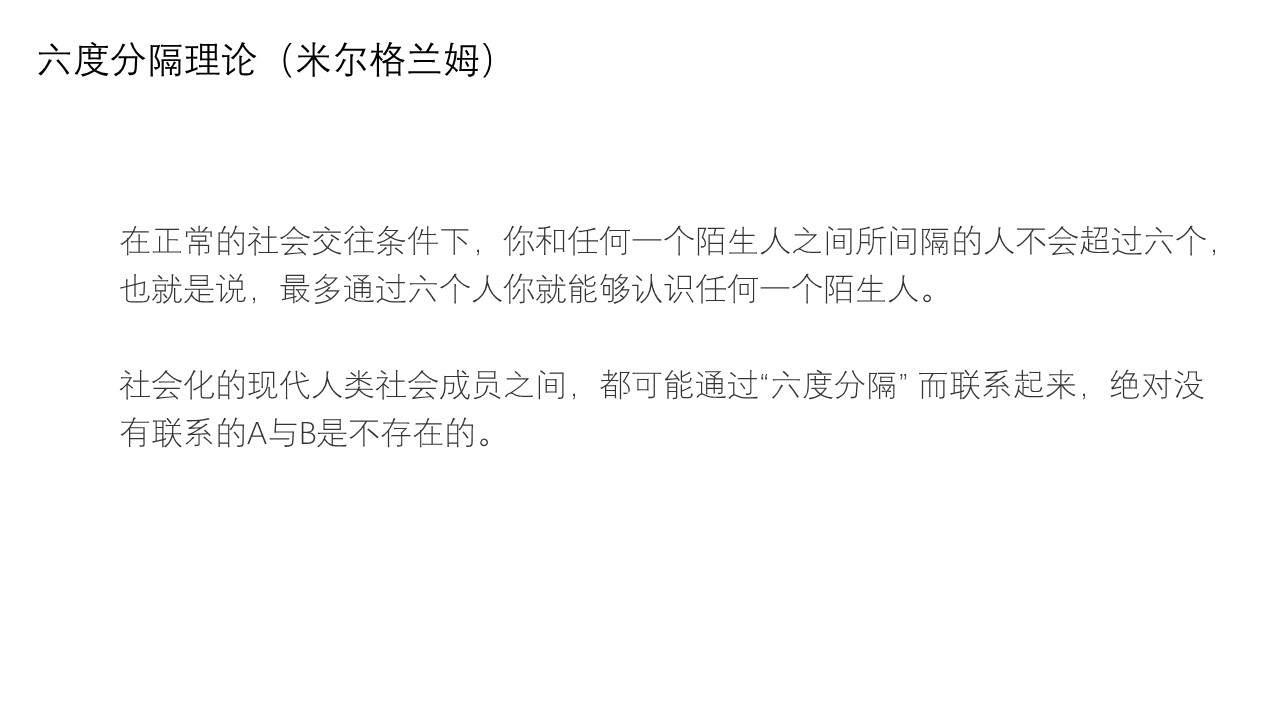 六度分隔理论（米尔格兰姆）
在正常的社会交往条件下，你和任何一个陌生人之间所间隔的人不会超过六个，
也就是说，最多通过六个人你就能够认识任何一个陌生人。
社会化的现代人类社会成员之间，都可能通过“六度分隔” 而联系起来，绝对没
有联系的A与B是不存在的。